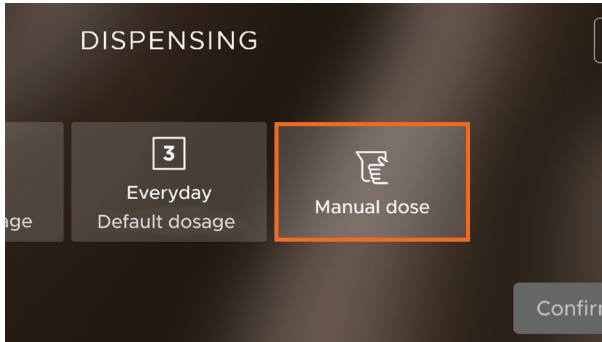 DISPENSING
3
Everyday
Manual dose
Default dosage